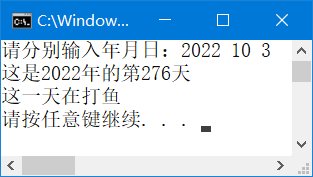 C:\Window...
请分别输入年月日：2022 10 3
这是2022年的第276天
这一天在打鱼
请按任意键继续. . .